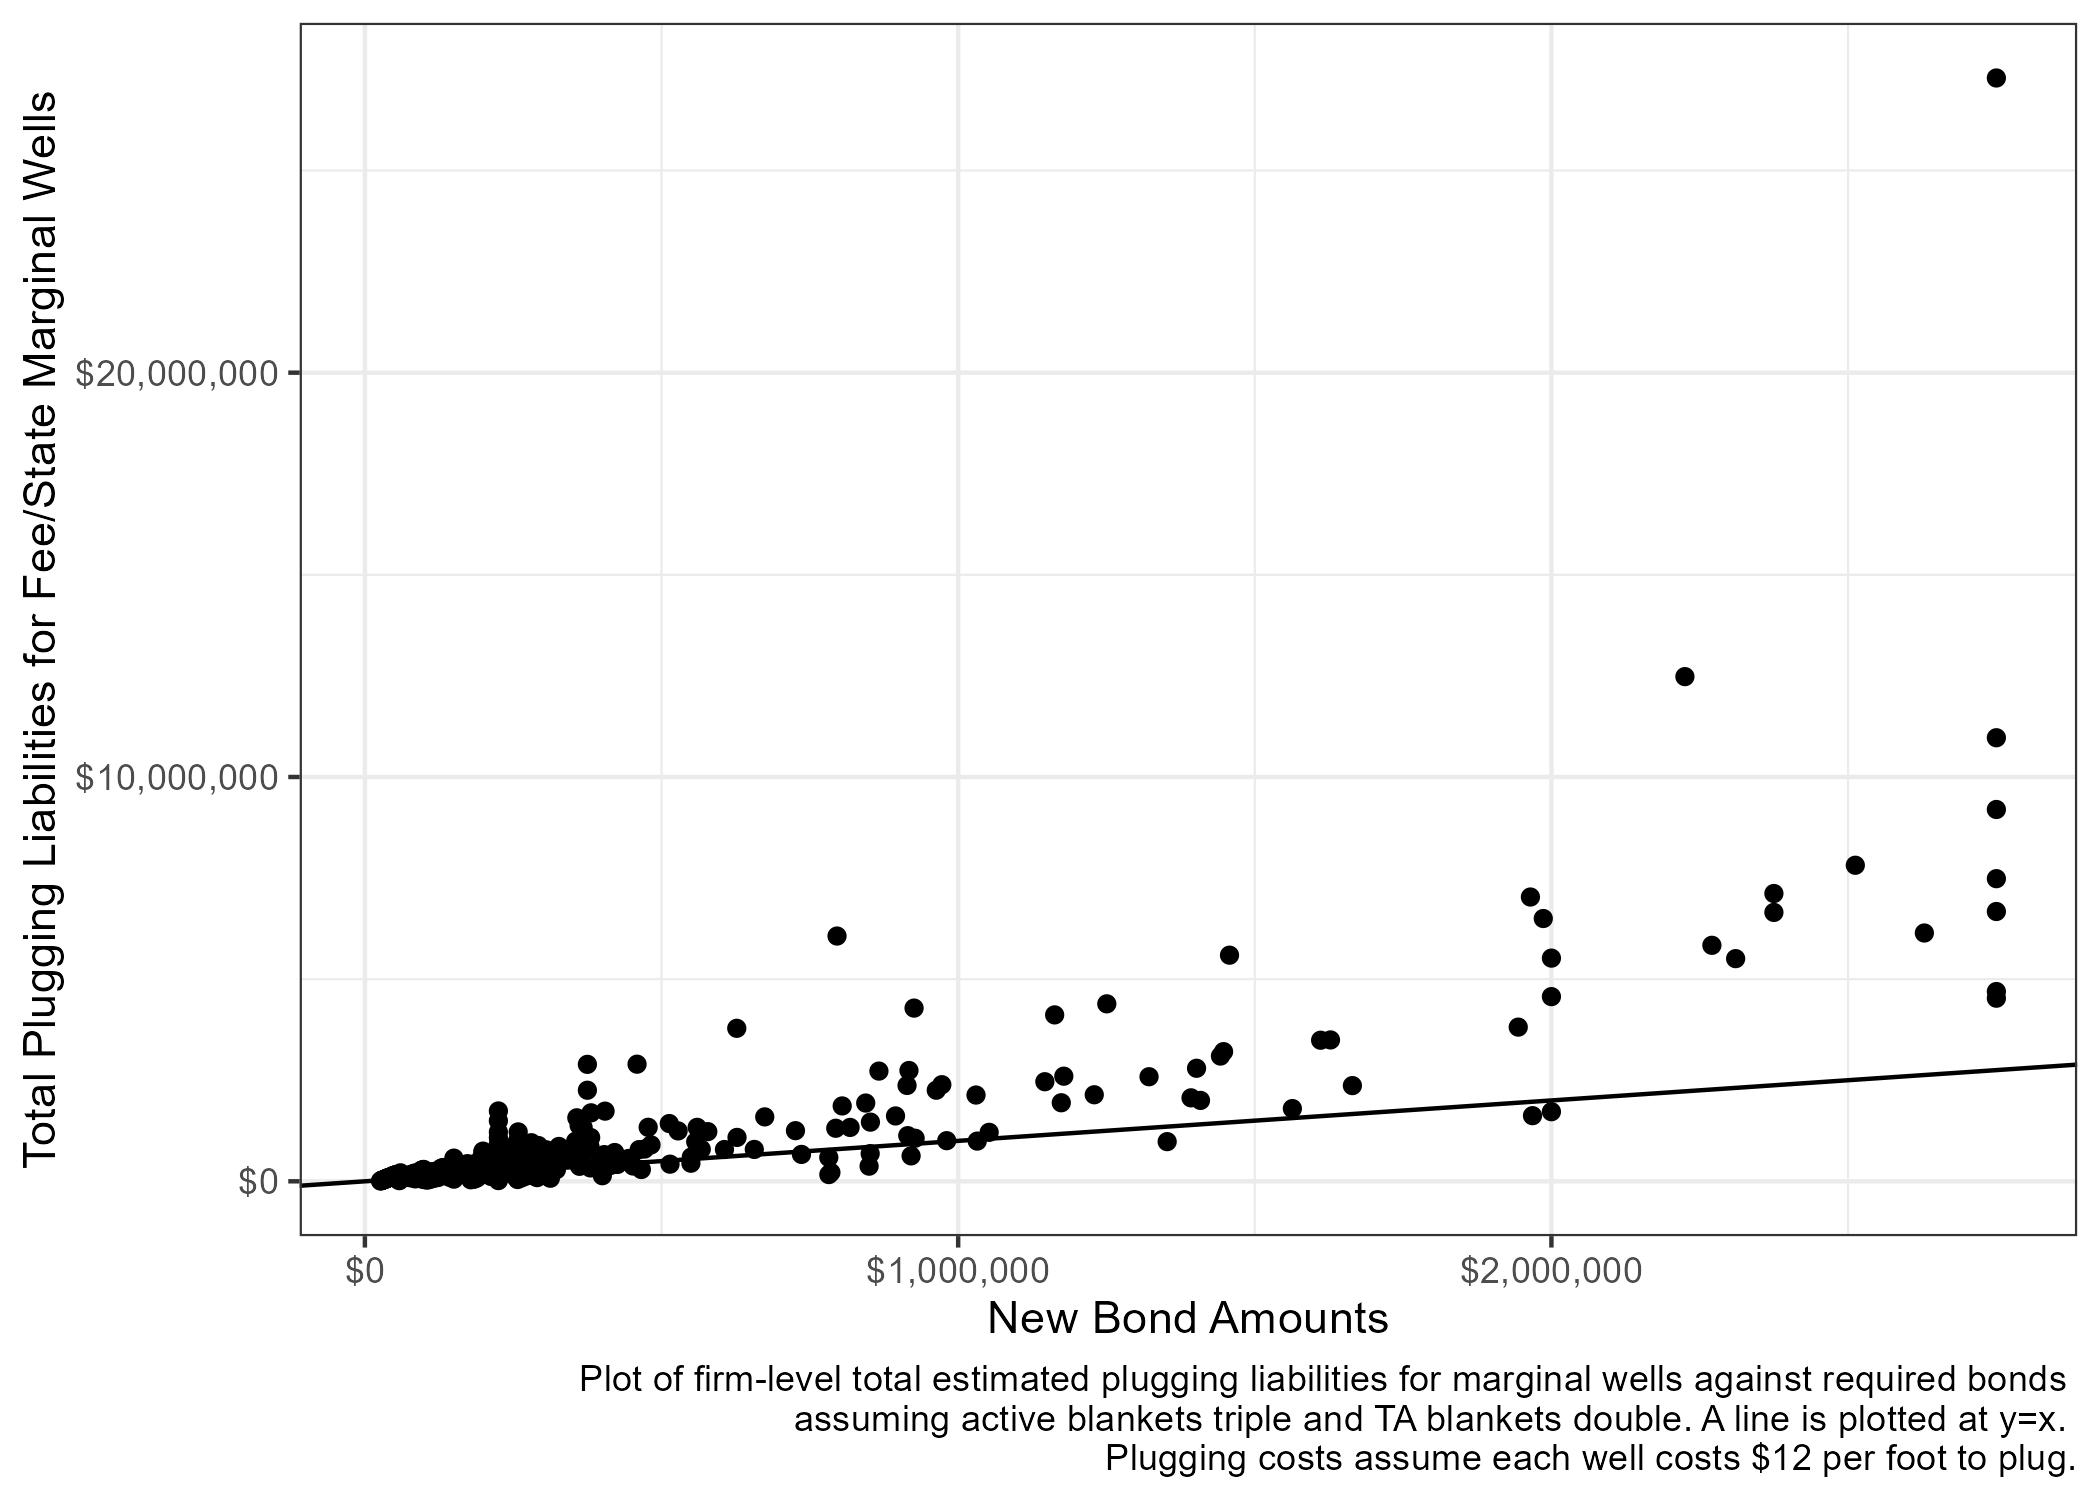 Total Plugging Liabilities for Fee/State Marginal Wells
$20,000,000
$10,000,000
$0
$0
$1,000,000
$2,000,000
New Bond Amounts
Plot of firm-level total estimated plugging liabilities for marginal wells against required bonds
assuming active blankets triple and TA blankets double. A line is plotted at y=x.
Plugging costs assume each well costs $12 per foot to plug.